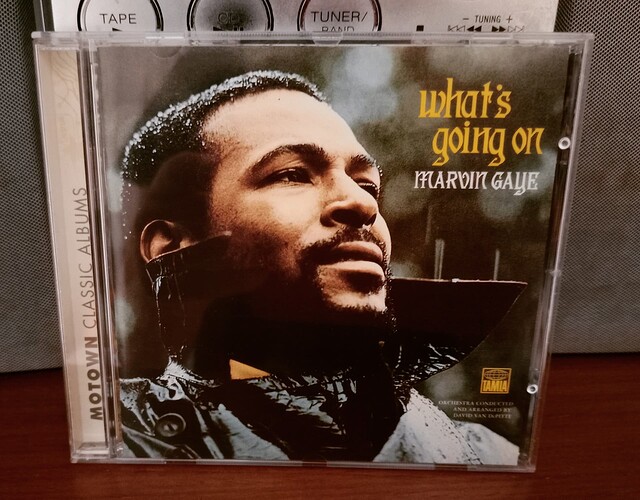 TAPE
CD
TUNER/
BAND
– TUNING +
what's
going on
MARVIN GAYE
MOTOWN CLASSIC ALBUMS
TAMLA
ORCHESTRA CONDUCTED
AND ARRANGED BY
DAVID VAN DEPITTE